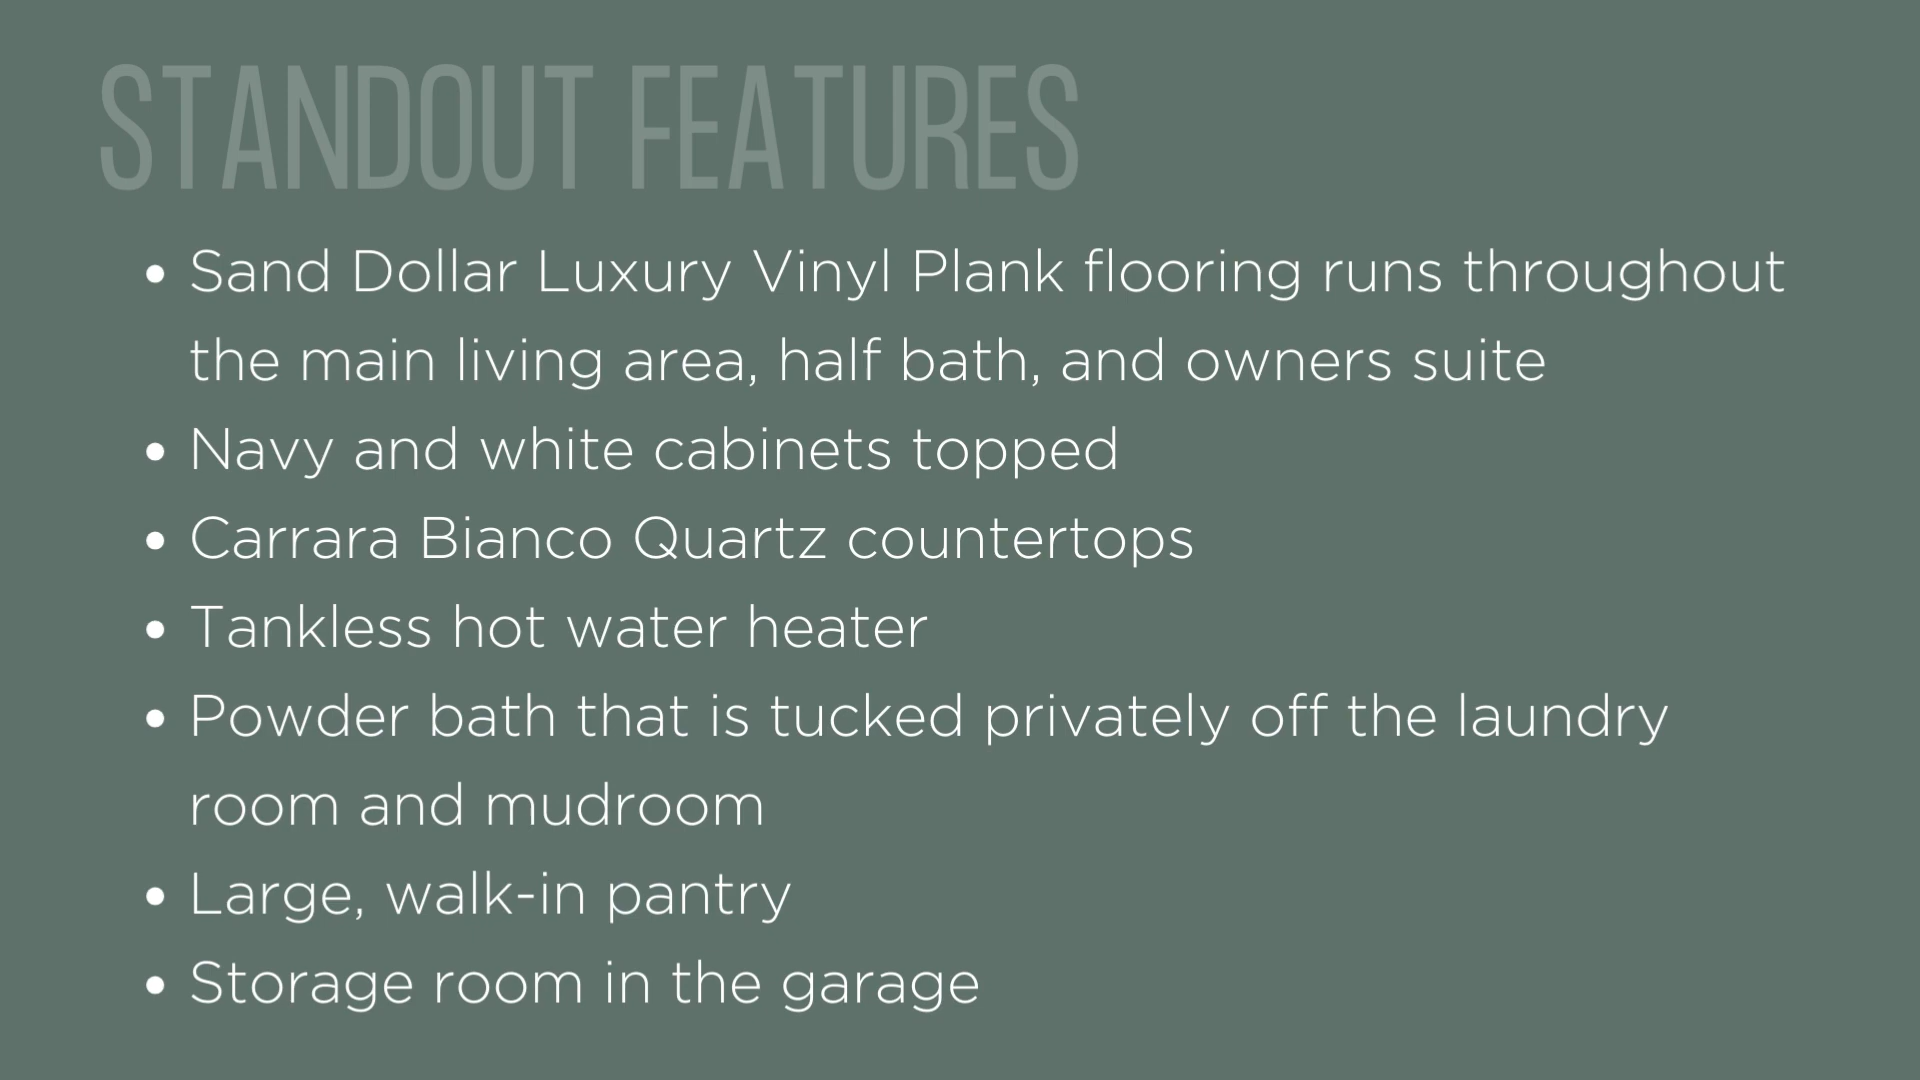 STANDOUT FEATURES
• Sand Dollar Luxury Vinyl Plank flooring runs throughout
the main living area, half bath, and owners suite
• Navy and white cabinets topped
• Carrara Bianco Quartz countertops
• Tankless hot water heater
• Powder bath that is tucked privately off the laundry
room and mudroom
• Large, walk-in pantry
• Storage room in the garage